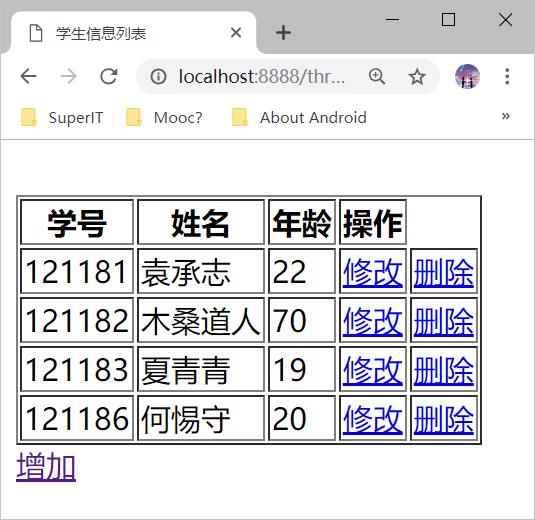 学生信息列表
localhost:8888/thr...
SuperIT Mooc? About Android »
学号 姓名 年龄 操作
121181 袁承志 22 修改 删除
121182 木桑道人 70 修改 删除
121183 夏青青 19 修改 删除
121186 何惕守 20 修改 删除
增加